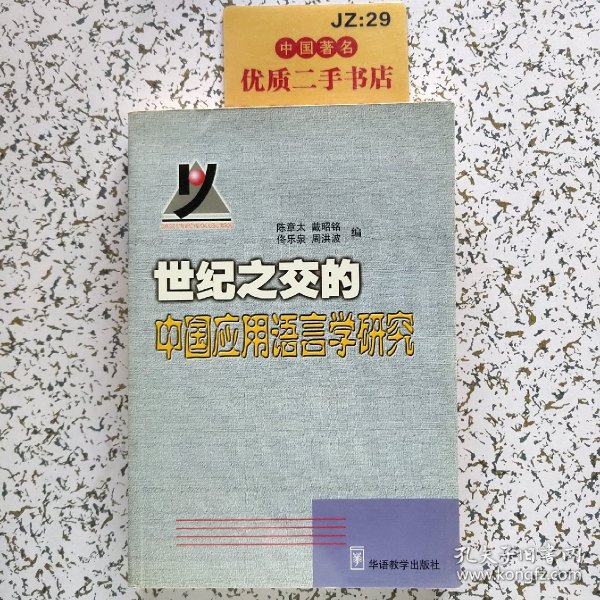 JZ:29
中国著名
优质二手书店
陈章太 戴昭铭
佟乐泉 周洪波 编
世纪之交的
中国应用语言学研究
华语教学出版社
孔夫子旧书网
www.kongfz.com